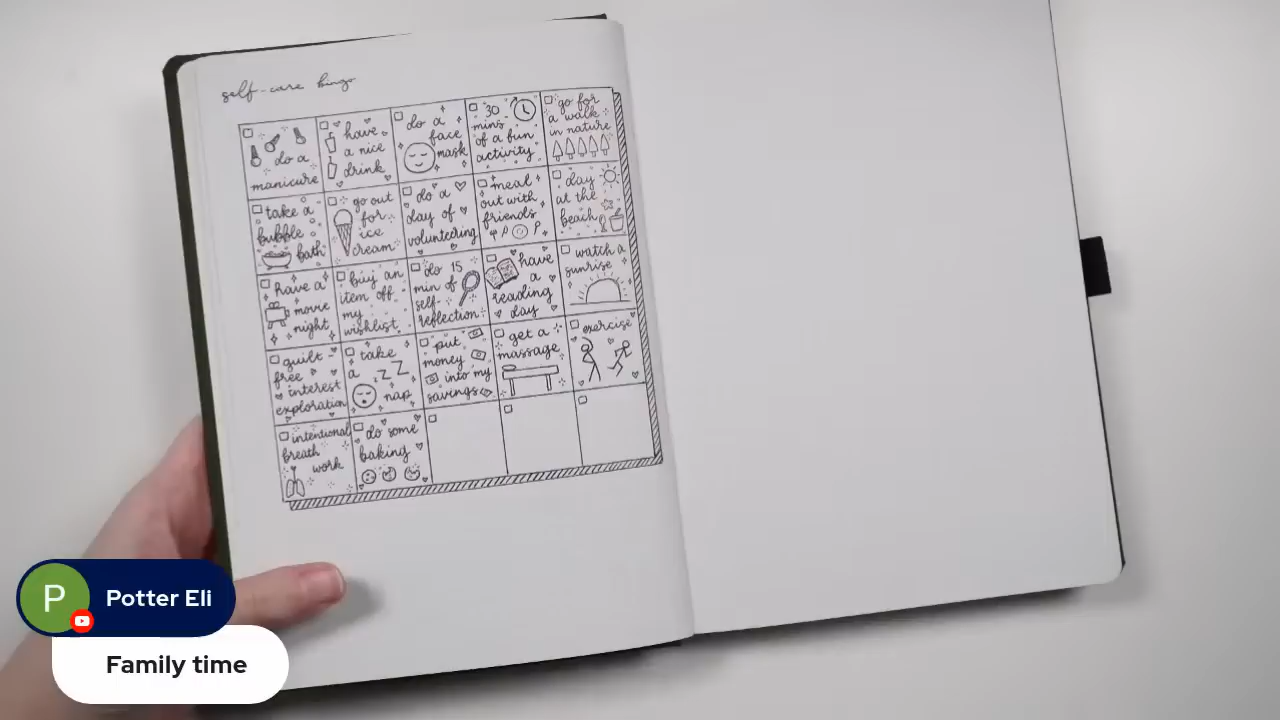 self-care bingo
do a
manicure
have
a nice
drink
do a
face
mask
30
mins
of a fun
activity
go for
a walk
in nature
take a
bubble
bath
go out
for
ice
cream
do a
day of
volunteering
meal
out with
friends
day
at the
beach
have a
movie
night
buy an
item off
my
wishlist
do 15
min of
self-
reflection
have
a
reading
day
watch a
sunrise
guilt-
free
interest
exploration
take
a
zZZ
nap
put
money
into my
savings
get a
massage
exercise
intentional
breath
work
do some
baking
P Potter Eli
Family time